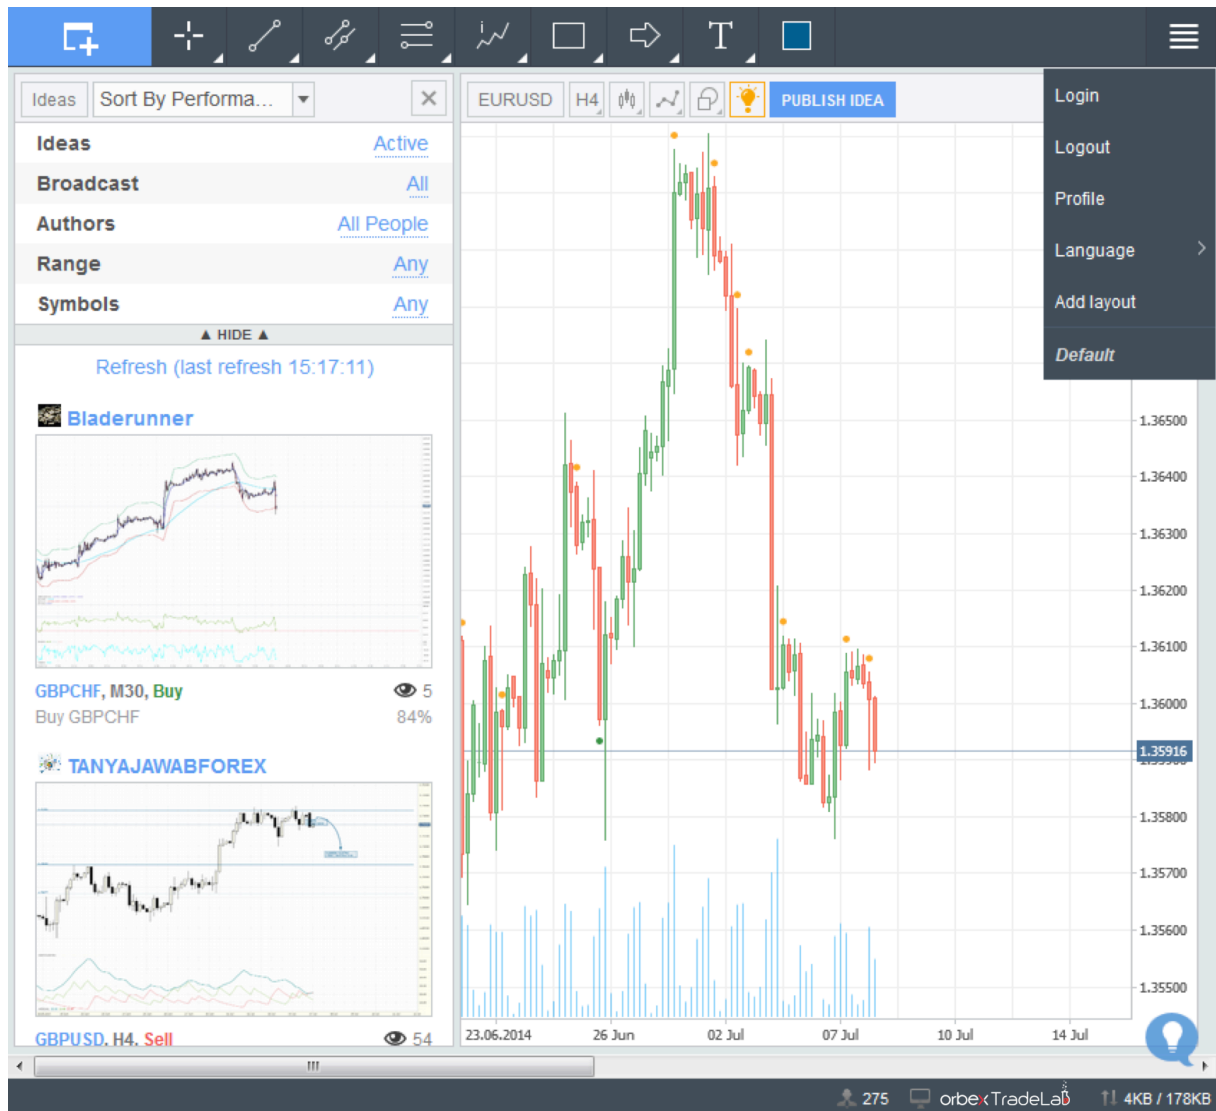 T
Ideas Sort By Performa... EURUSD H4 PUBLISH IDEA
Login
Logout
Profile
Language
Add layout
Default
Ideas Active
Broadcast All
Authors All People
Range Any
Symbols Any
▲ HIDE ▲
Refresh (last refresh 15:17:11)
Bladerunner
GBPCHF, M30, Buy 5
Buy GBPCHF 84%
TANYAJAWABFOREX
GBPUSD, H4, Sell 54
1.36500
1.36400
1.36300
1.36200
1.36100
1.36000
1.35916
1.35800
1.35700
1.35600
1.35500
23.06.2014 26 Jun 02 Jul 07 Jul 10 Jul 14 Jul
275 orbex TradeLab 4KB / 178KB